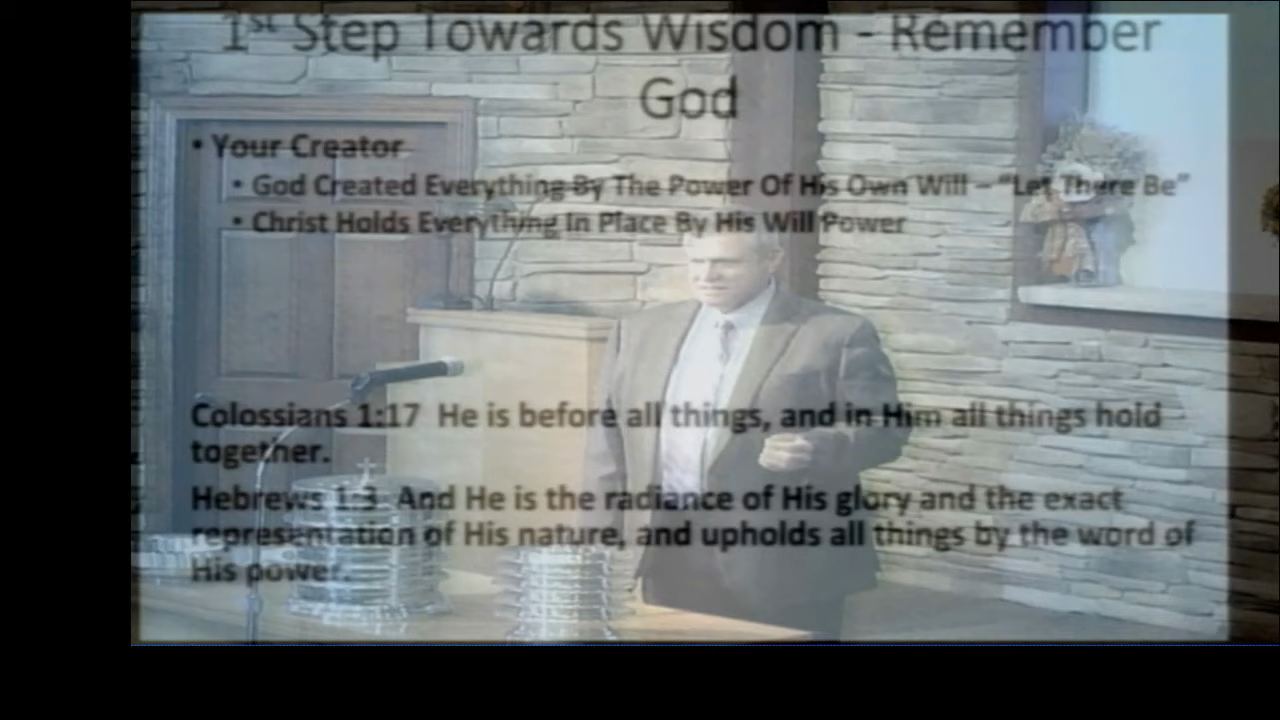 1st Step Towards Wisdom - Remember
God
• Your Creator
• God Created Everything By The Power Of His Own Will – “Let There Be”
• Christ Holds Everything In Place By His Will Power
Colossians 1:17 He is before all things, and in Him all things hold
together.
Hebrews 1:3 And He is the radiance of His glory and the exact
representation of His nature, and upholds all things by the word of
His power.